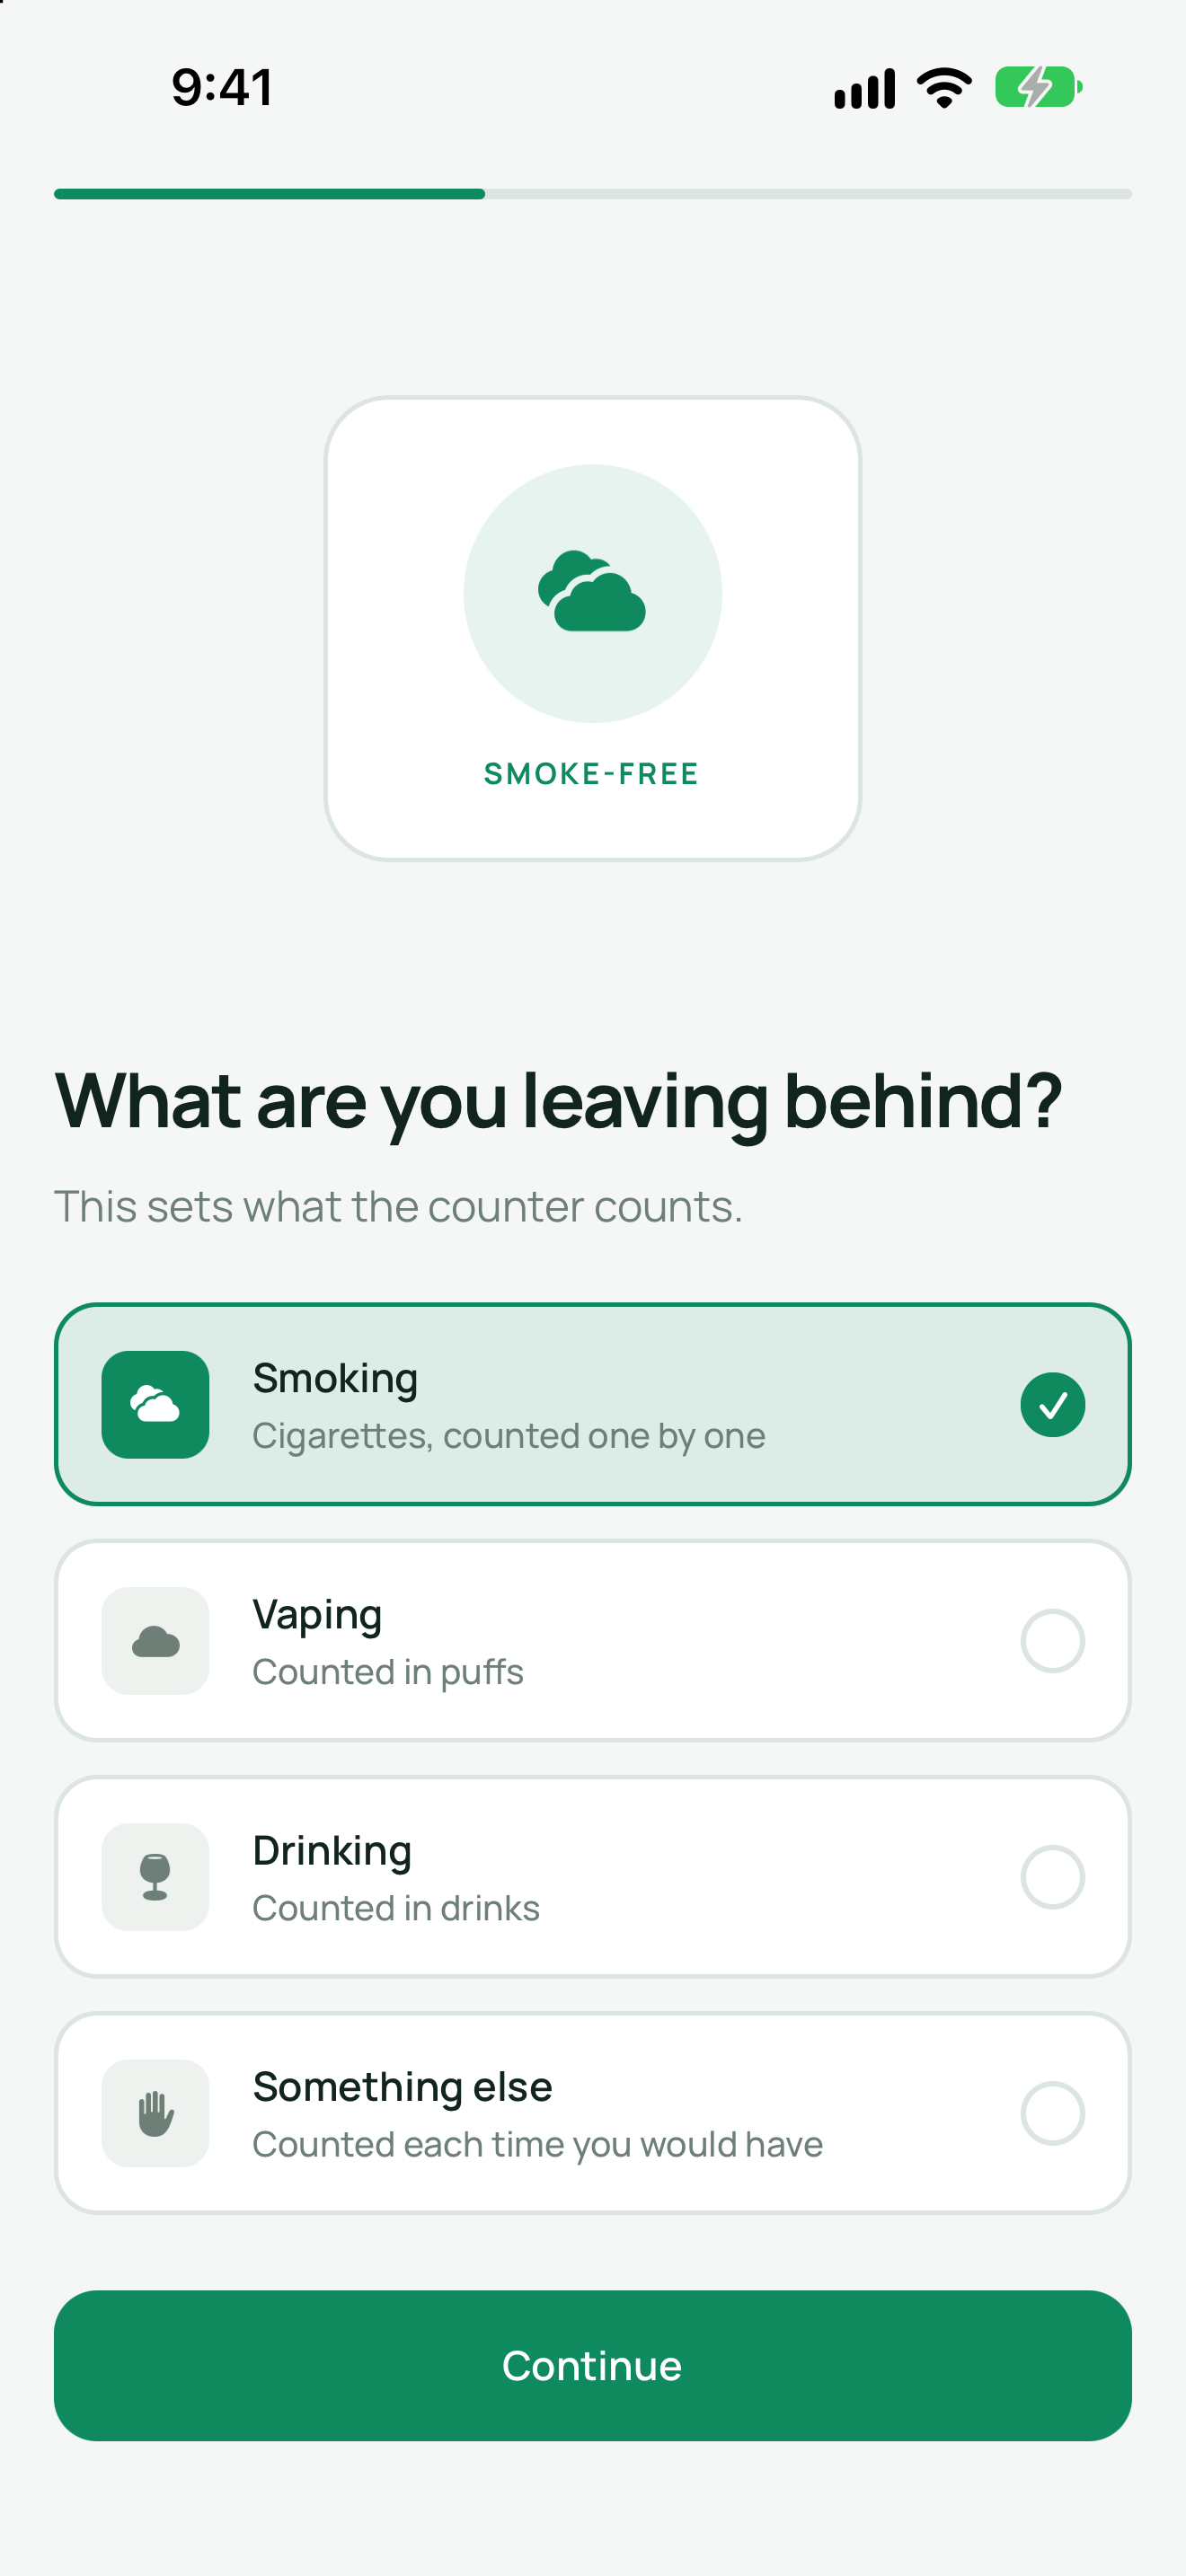 9:41
SMOKE-FREE
What are you leaving behind?
This sets what the counter counts.
Smoking
Cigarettes, counted one by one
Vaping
Counted in puffs
Drinking
Counted in drinks
Something else
Counted each time you would have
Continue